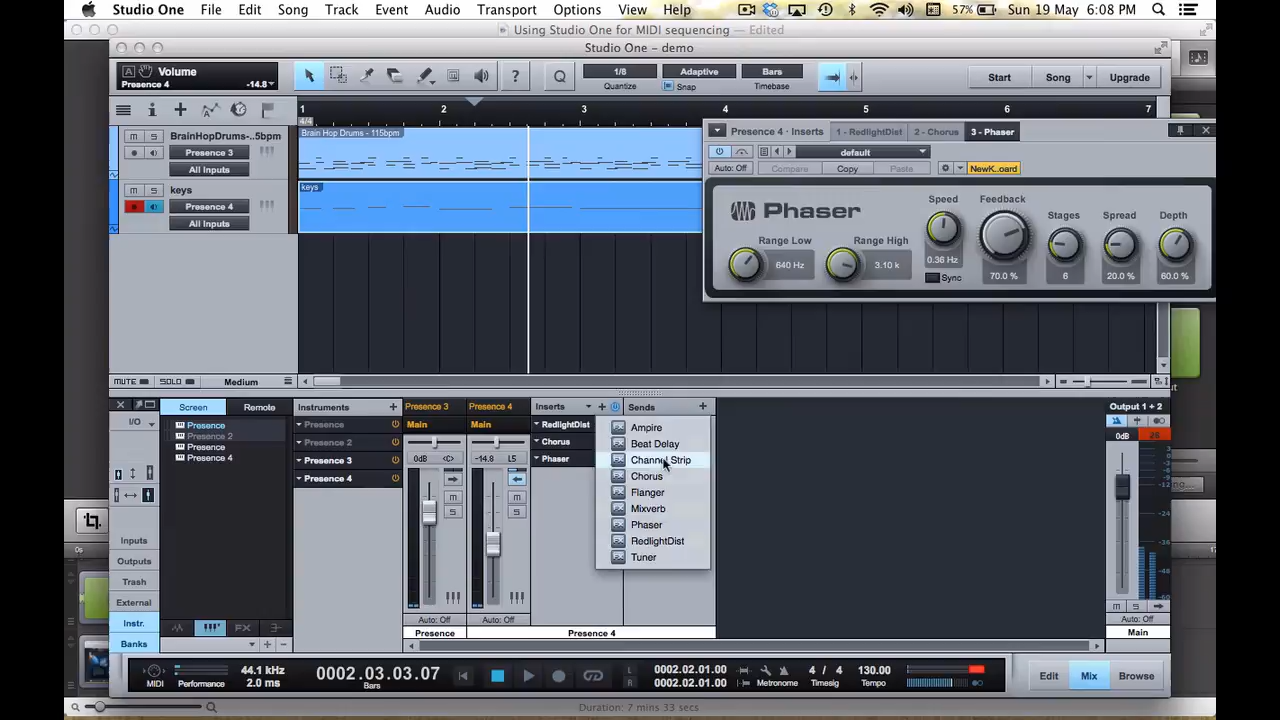 Studio One File Edit Song Track Event Audio Transport Options View Help 57% Sun 19 May 6:08 PM
Using Studio One for MIDI sequencing — Edited
Studio One - demo
Volume
Presence 4 -14.8
1/8
Quantize
Adaptive
Snap
Bars
Timebase
Start Song Upgrade
1 2 3 4 5 6 7
4/4
M S BrainHopDrums-..5bpm
Presence 3
All Inputs
M S keys
Presence 4
All Inputs
Brain Hop Drums - 115bpm
keys
Presence 4 - Inserts 1 - RedlightDist 2 - Chorus 3 - Phaser
default
Auto: Off Compare Copy Paste NewK..oard
Phaser
Range Low
640 Hz
Range High
3.10 k
Speed
0.36 Hz
Sync
Feedback
70.0 %
Stages
6
Spread
20.0 %
Depth
60.0 %
MUTE SOLO Medium
I/O
Inputs
Outputs
Trash
External
Instr.
Banks
Screen Remote
Presence
Presence 2
Presence
Presence 4
Instruments
Presence
Presence 2
Presence 3
Presence 4
Presence 3
Main
0dB <C>
M
S
Auto: Off
Presence
Presence 4
Main
-14.8 L5
M
S
Auto: Off
Presence 4
Inserts
RedlightDist
Chorus
Phaser
Sends
Ampire
Beat Delay
Channel Strip
Chorus
Flanger
Mixverb
Phaser
RedlightDist
Tuner
Output 1 + 2
0dB
M S
Auto: Off
Main
MIDI Performance
44.1 kHz
2.0 ms
0002.03.03.07
Bars
L
R
0002.02.01.00
0002.02.01.00
Metronome
4 / 4
Timesig
130.00
Tempo
Edit Mix Browse
Duration: 7 mins 33 secs